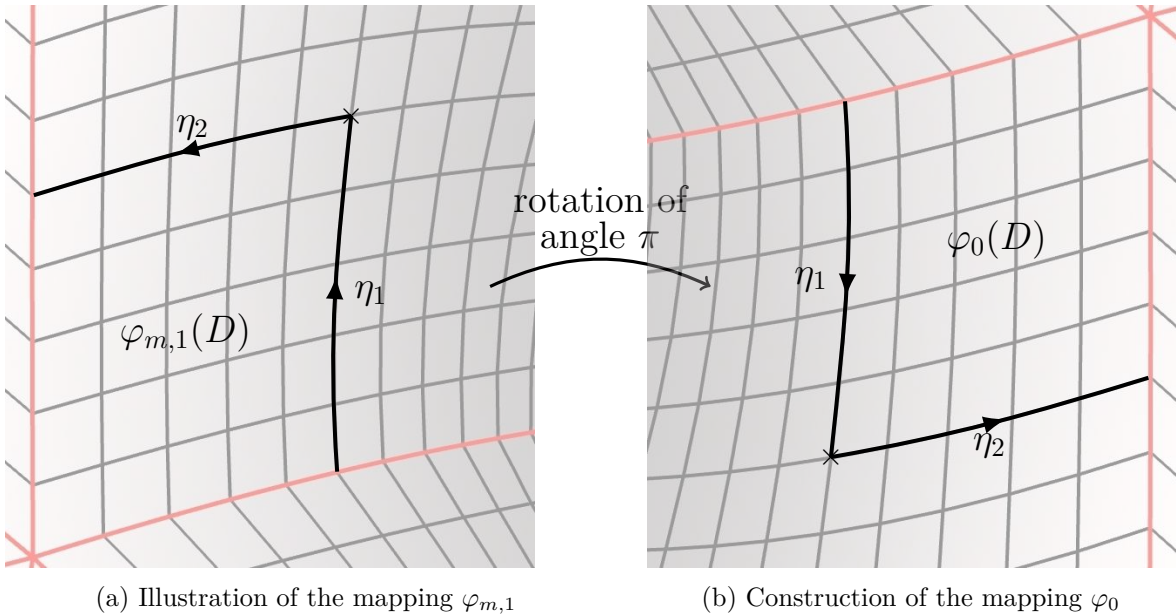 η₂
η₁
φₘ,₁(D)
rotation of
angle π
η₁
φ₀(D)
η₂
(a) Illustration of the mapping φₘ,₁
(b) Construction of the mapping φ₀